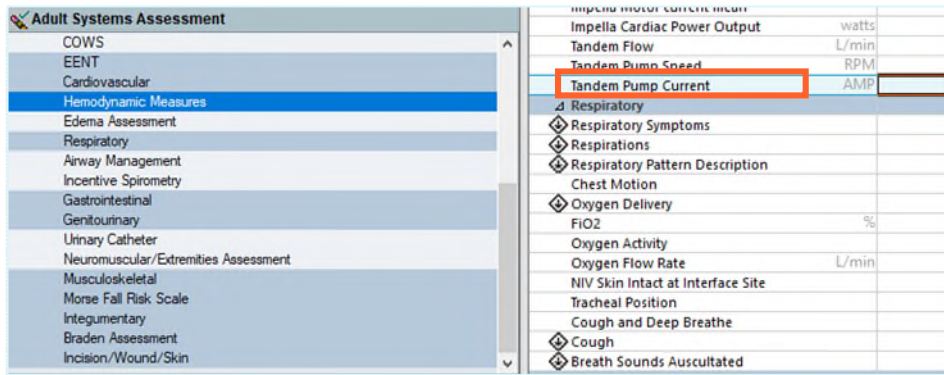 Adult Systems Assessment
COWS
EENT
Cardiovascular
Hemodynamic Measures
Edema Assessment
Respiratory
Airway Management
Incentive Spirometry
Gastrointestinal
Genitourinary
Urinary Catheter
Neuromuscular/Extremities Assessment
Musculoskeletal
Morse Fall Risk Scale
Integumentary
Braden Assessment
Incision/Wound/Skin
Impella Motor Current Mean
Impella Cardiac Power Output watts
Tandem Flow L/min
Tandem Pump Speed RPM
Tandem Pump Current AMP
Respiratory
Respiratory Symptoms
Respirations
Respiratory Pattern Description
Chest Motion
Oxygen Delivery
FiO2 %
Oxygen Activity
Oxygen Flow Rate L/min
NIV Skin Intact at Interface Site
Tracheal Position
Cough and Deep Breathe
Cough
Breath Sounds Auscultated